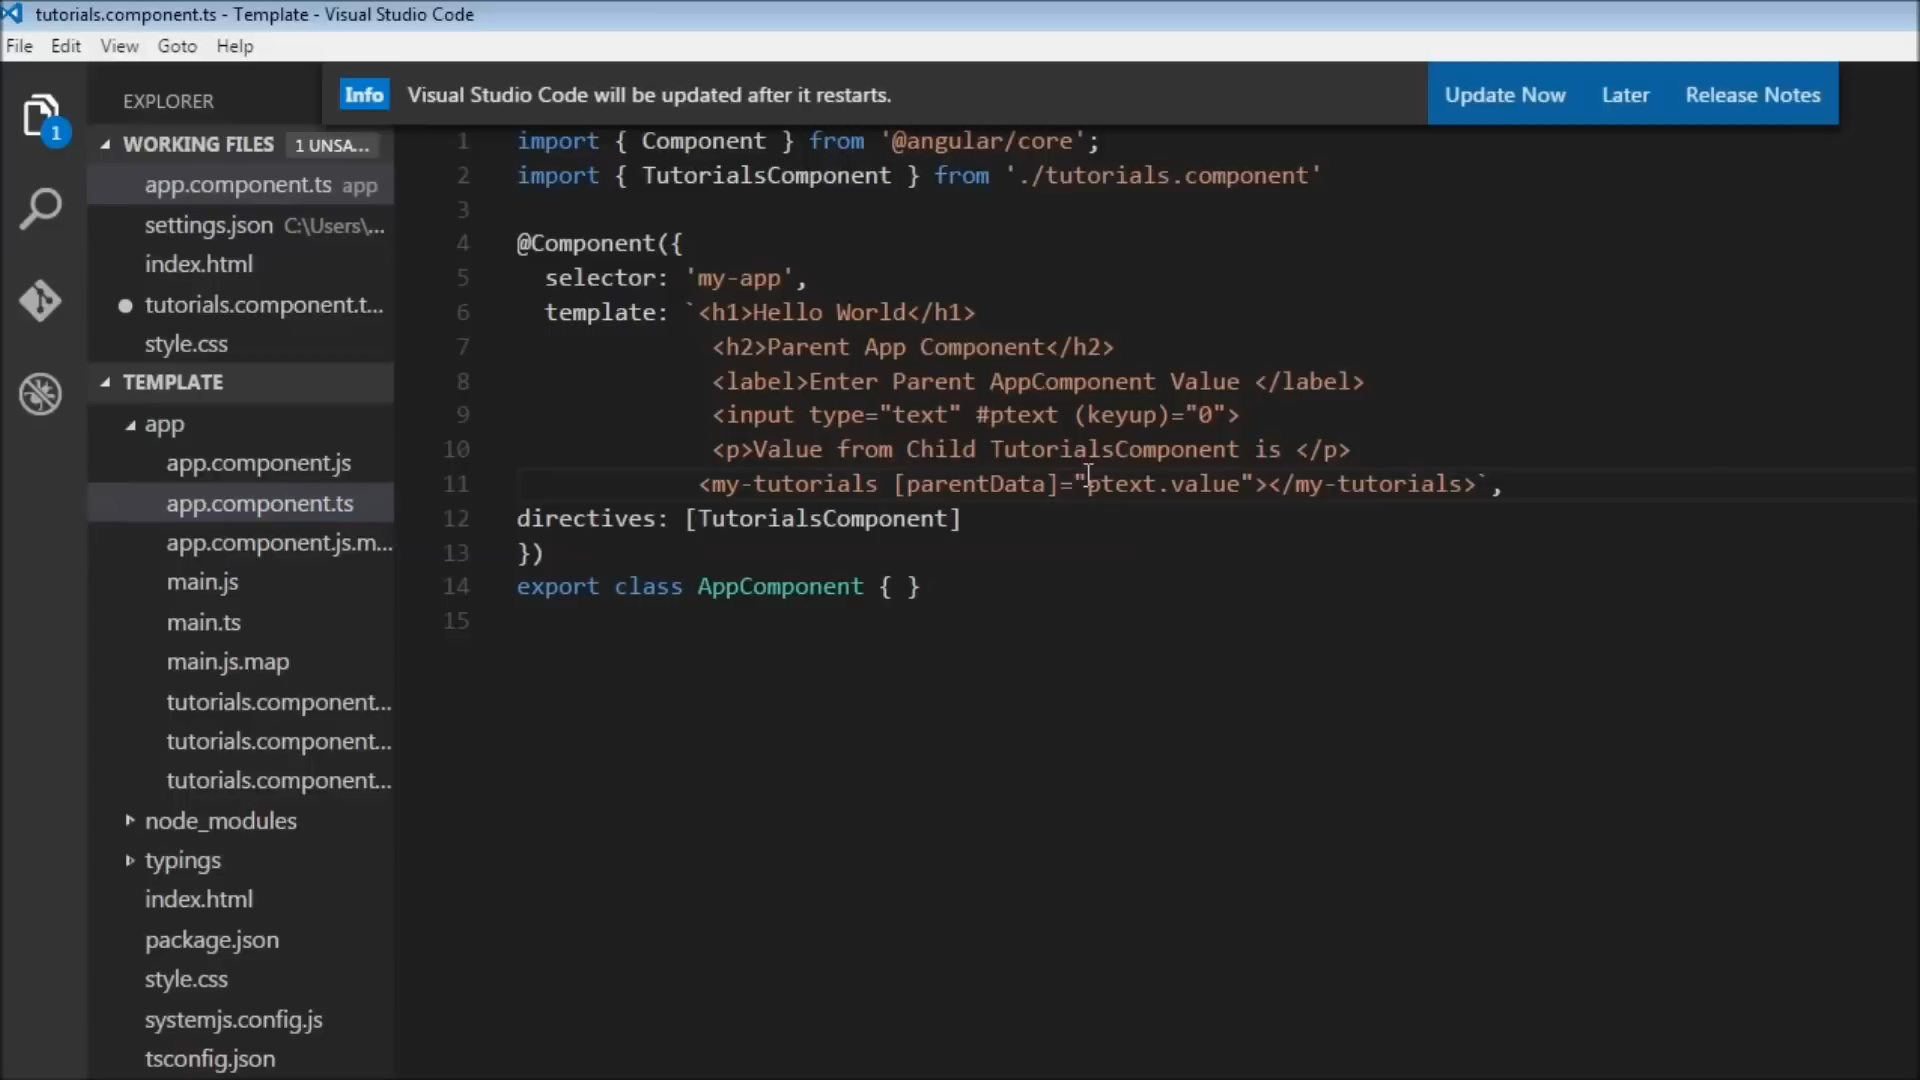 tutorials.component.ts - Template - Visual Studio Code
File Edit View Goto Help
EXPLORER
Info Visual Studio Code will be updated after it restarts. Update Now Later Release Notes
1
WORKING FILES 1 UNSA...
app.component.ts app
settings.json C:\Users\...
index.html
tutorials.component.t...
style.css
TEMPLATE
app
app.component.js
app.component.ts
app.component.js.m...
main.js
main.ts
main.js.map
tutorials.component...
tutorials.component...
tutorials.component...
node_modules
typings
index.html
package.json
style.css
systemjs.config.js
tsconfig.json
1 import { Component } from '@angular/core';
2 import { TutorialsComponent } from './tutorials.component'
3
4 @Component({
5 selector: 'my-app',
6 template: `<h1>Hello World</h1>
7 <h2>Parent App Component</h2>
8 <label>Enter Parent AppComponent Value </label>
9 <input type="text" #ptext (keyup)="0">
10 <p>Value from Child TutorialsComponent is </p>
11 <my-tutorials [parentData]="ptext.value"></my-tutorials>`,
12 directives: [TutorialsComponent]
13 })
14 export class AppComponent { }
15